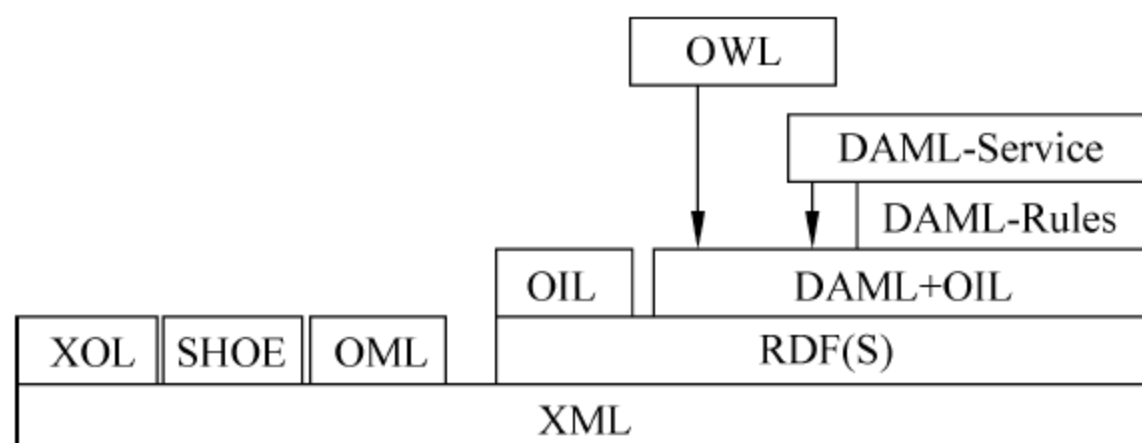 OWL
DAML-Service
DAML-Rules
OIL
DAML+OIL
XOL
SHOE
OML
RDF(S)
XML